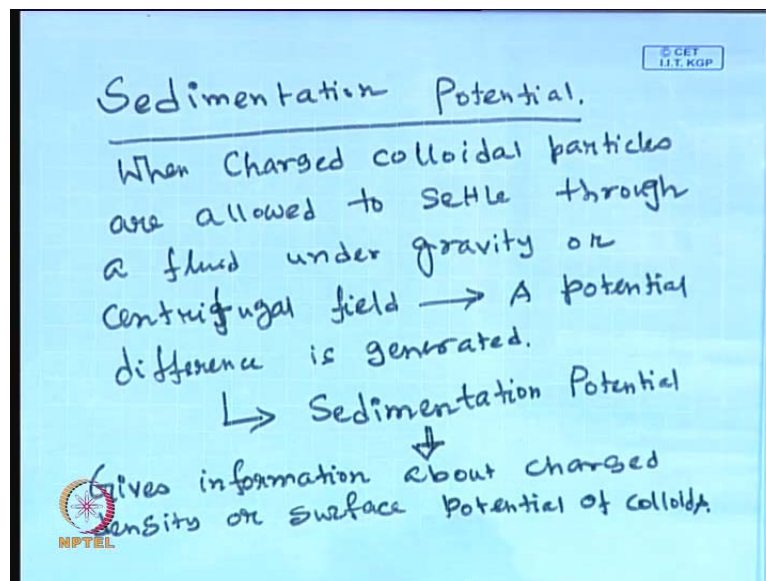 © CET
I.I.T. KGP
Sedimentation Potential.
When Charged colloidal particles
are allowed to settle through
a fluid under gravity or
centrifugal field → A potential
difference is generated.
↳ Sedimentation Potential
⇓
Gives information about charged
density or surface potential of colloids.
NPTEL